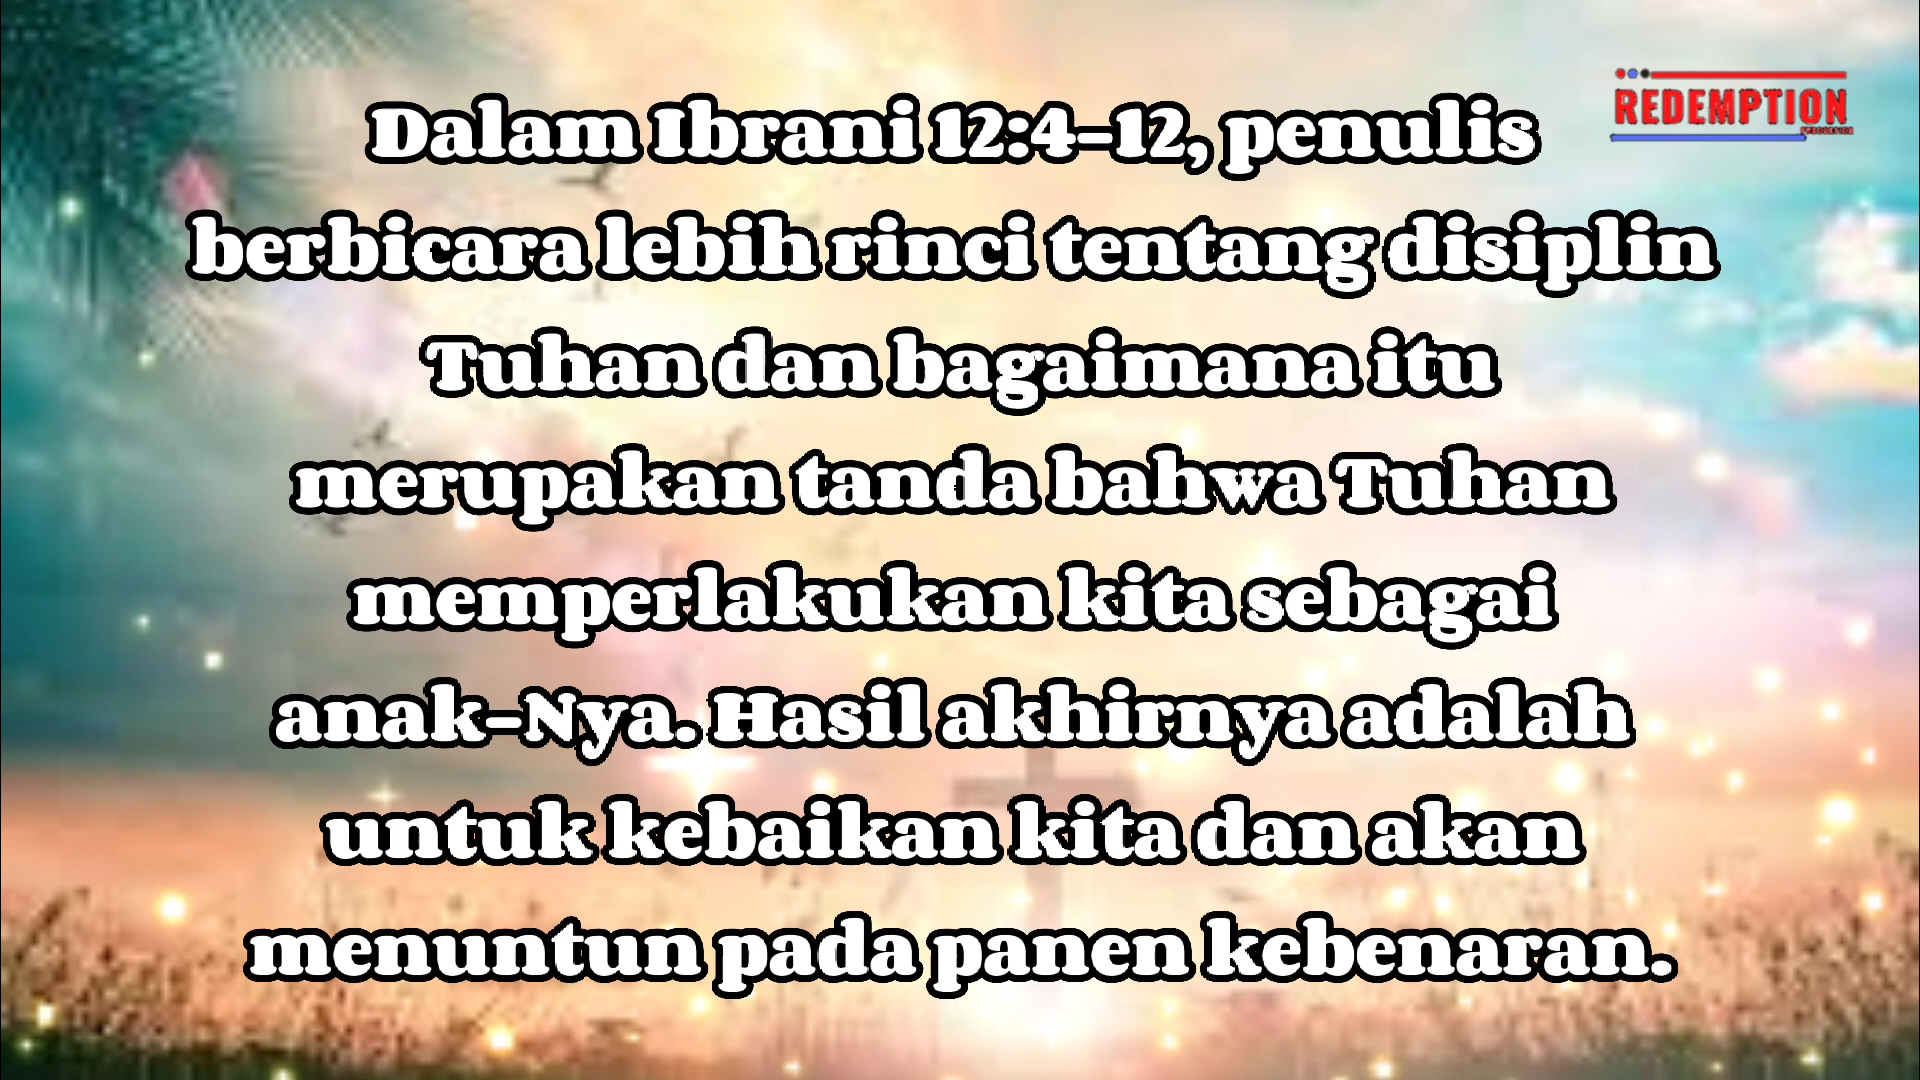 REDEMPTION
Dalam Ibrani 12:4-12, penulis
berbicara lebih rinci tentang disiplin
Tuhan dan bagaimana itu
merupakan tanda bahwa Tuhan
memperlakukan kita sebagai
anak-Nya. Hasil akhirnya adalah
untuk kebaikan kita dan akan
menuntun pada panen kebenaran.